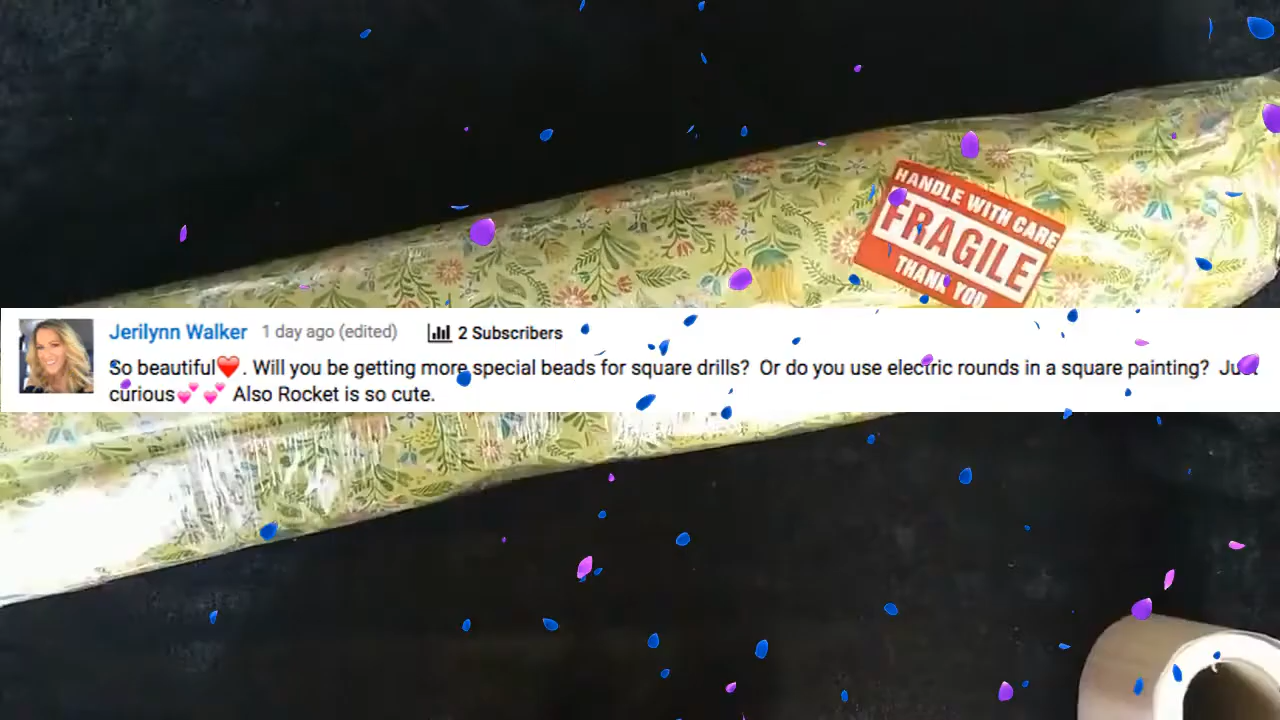 HANDLE WITH CARE
FRAGILE
THANK YOU
Jerilynn Walker 1 day ago (edited) 2 Subscribers
So beautiful❤️. Will you be getting more special beads for square drills? Or do you use electric rounds in a square painting? Just
curious💕💕 Also Rocket is so cute.